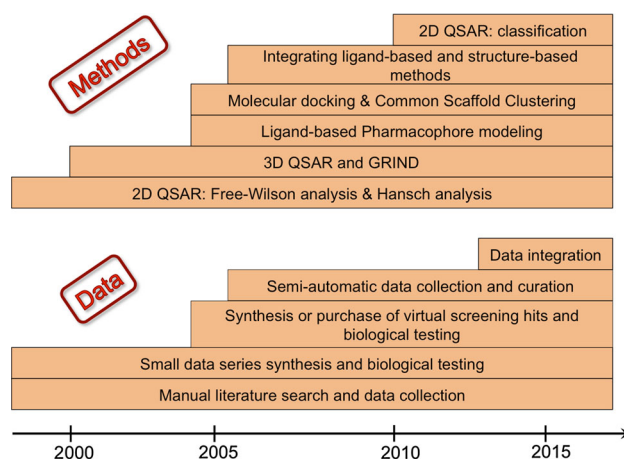 Methods
2D QSAR: classification
Integrating ligand-based and structure-based
methods
Molecular docking & Common Scaffold Clustering
Ligand-based Pharmacophore modeling
3D QSAR and GRIND
2D QSAR: Free-Wilson analysis & Hansch analysis
Data
Data integration
Semi-automatic data collection and curation
Synthesis or purchase of virtual screening hits and
biological testing
Small data series synthesis and biological testing
Manual literature search and data collection
2000 2005 2010 2015